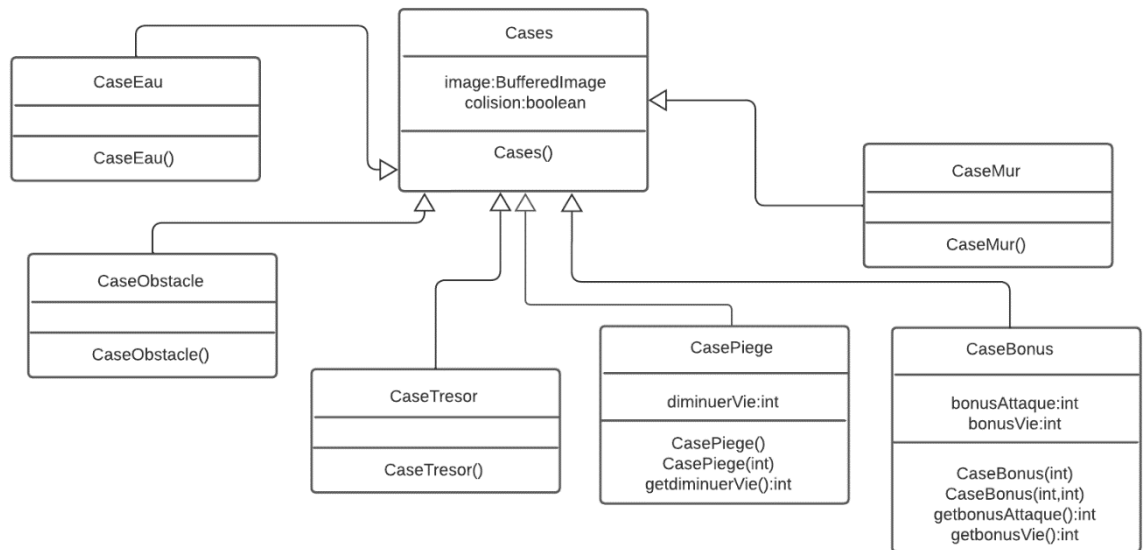 Cases
image:BufferedImage
colision:boolean
Cases()
CaseEau
CaseEau()
CaseMur
CaseMur()
CaseObstacle
CaseObstacle()
CaseTresor
CaseTresor()
CasePiege
diminuerVie:int
CasePiege()
CasePiege(int)
getdiminuerVie():int
CaseBonus
bonusAttaque:int
bonusVie:int
CaseBonus(int)
CaseBonus(int,int)
getbonusAttaque():int
getbonusVie():int